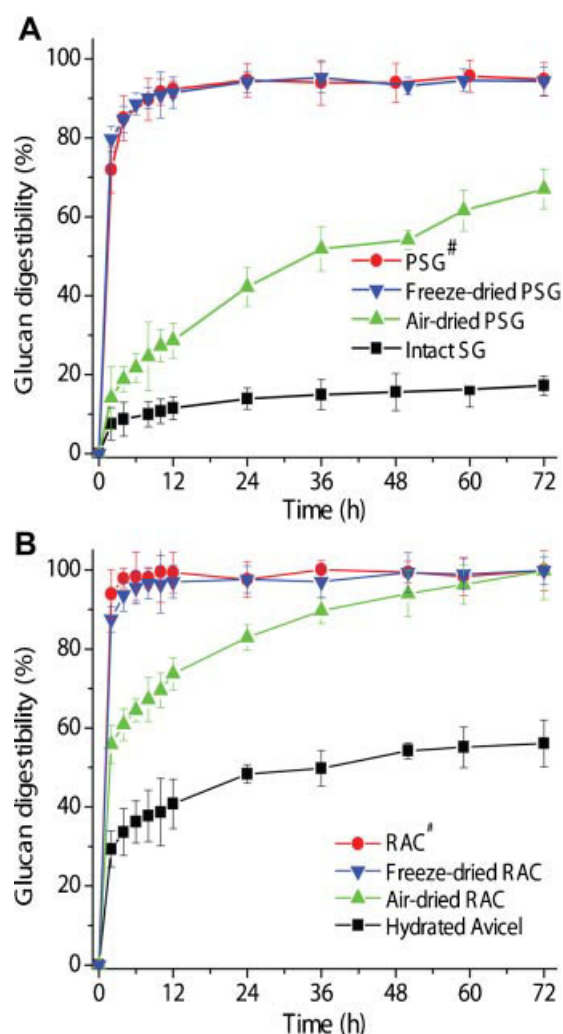 A
100
80
60
40
20
0
Glucan digestibility (%)
PSG#
Freeze-dried PSG
Air-dried PSG
Intact SG
0 12 24 36 48 60 72
Time (h)
B
100
80
60
40
20
0
Glucan digestibility (%)
RAC#
Freeze-dried RAC
Air-dried RAC
Hydrated Avicel
0 12 24 36 48 60 72
Time (h)